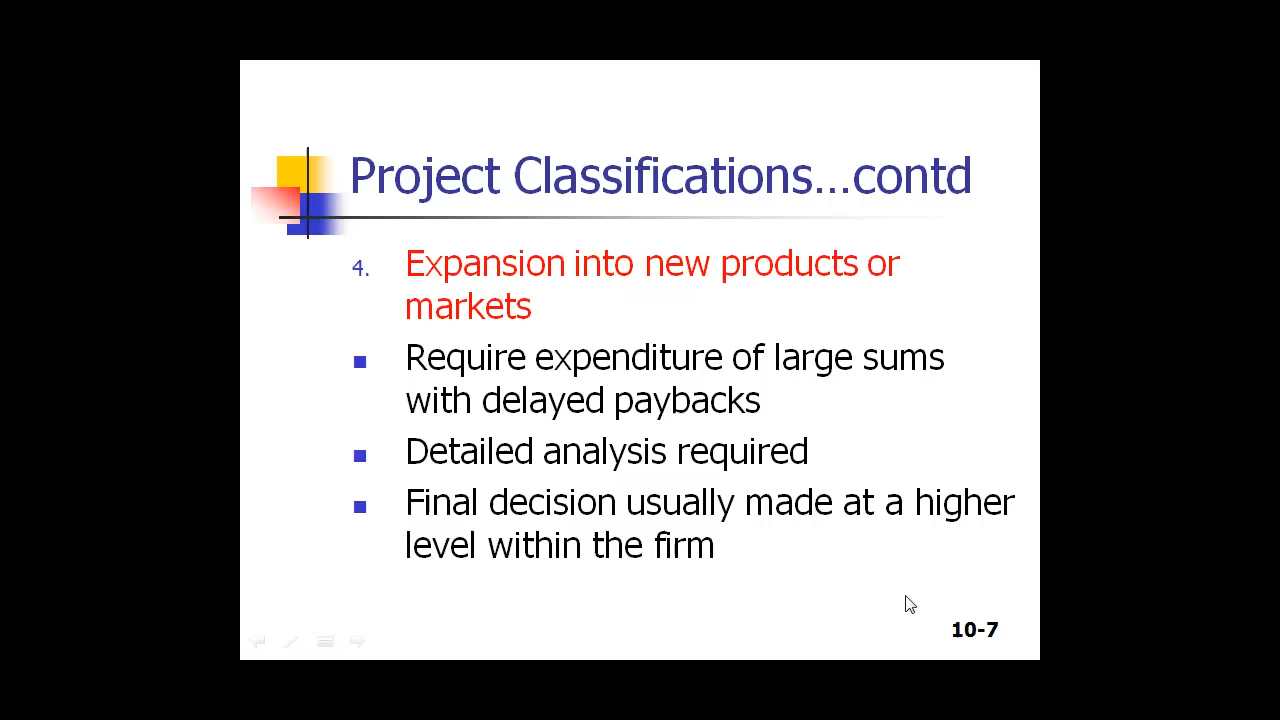 Project Classifications...contd
4. Expansion into new products or
markets
Require expenditure of large sums
with delayed paybacks
Detailed analysis required
Final decision usually made at a higher
level within the firm
10-7